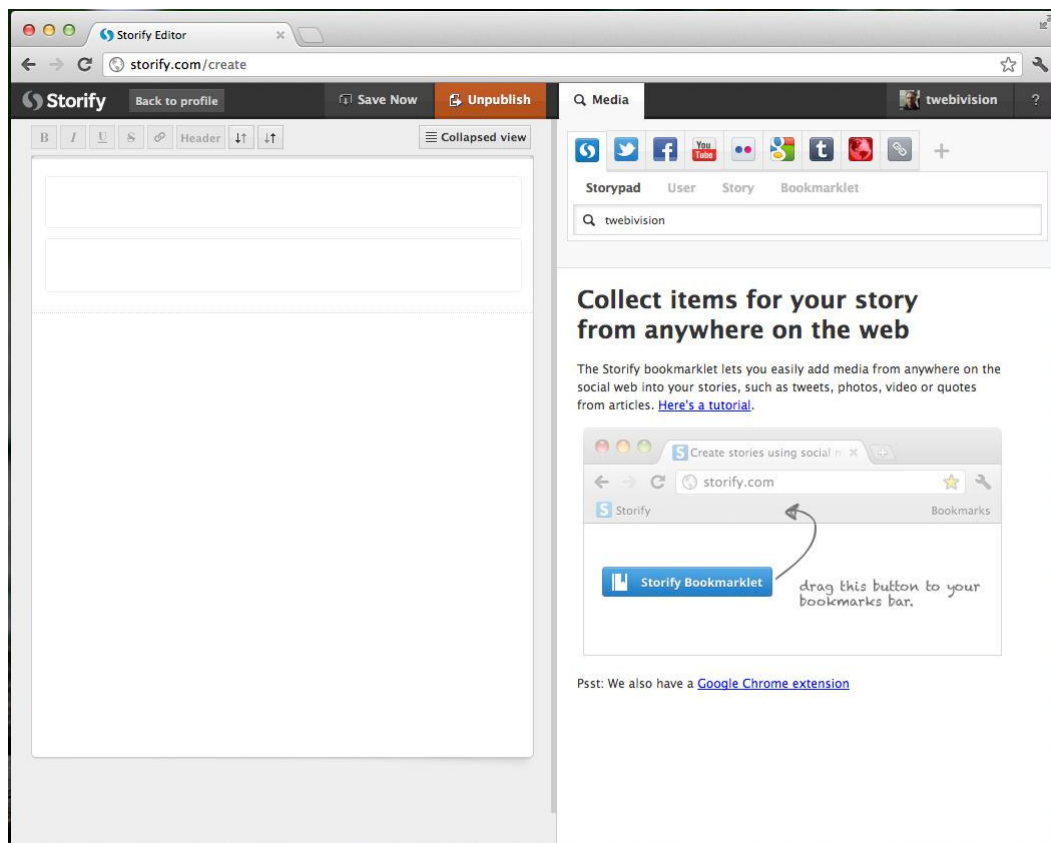 Storify Editor
storify.com/create
Storify Back to profile Save Now Unpublish Media twebivision ?
B I U S Header Collapsed view
You Tube t
Storypad User Story Bookmarklet
twebivision
Collect items for your story
from anywhere on the web
The Storify bookmarklet lets you easily add media from anywhere on the
social web into your stories, such as tweets, photos, video or quotes
from articles. Here's a tutorial.
S Create stories using social
storify.com
S Storify Bookmarks
Storify Bookmarklet
drag this button to your
bookmarks bar.
Psst: We also have a Google Chrome extension